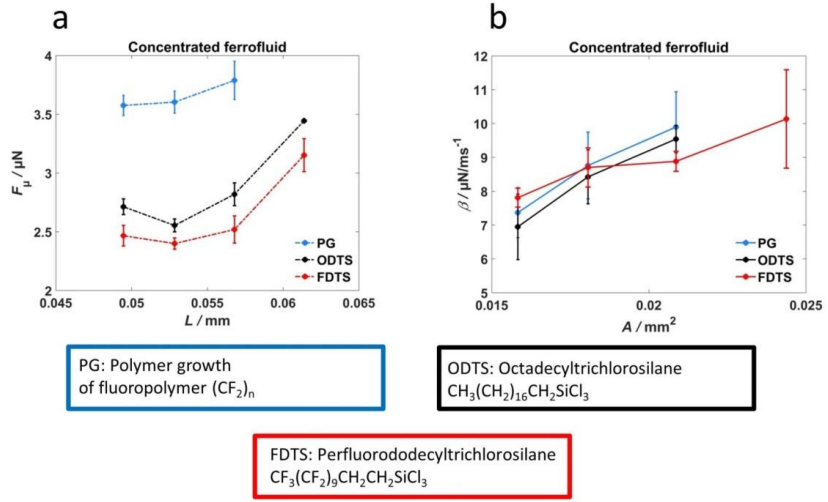 a
b
Concentrated ferrofluid
4
3.5
3
2.5
2
F_μ / μN
0.045
0.05
0.055
0.06
0.065
L / mm
PG
ODTS
FDTS
Concentrated ferrofluid
12
11
10
9
8
7
6
5
β / μN/ms⁻¹
0.015
0.02
0.025
A / mm²
PG
ODTS
FDTS
PG: Polymer growth
of fluoropolymer (CF₂)ₙ
ODTS: Octadecyltrichlorosilane
CH₃(CH₂)₁₆CH₂SiCl₃
FDTS: Perfluorododecyltrichlorosilane
CF₃(CF₂)₉CH₂CH₂SiCl₃